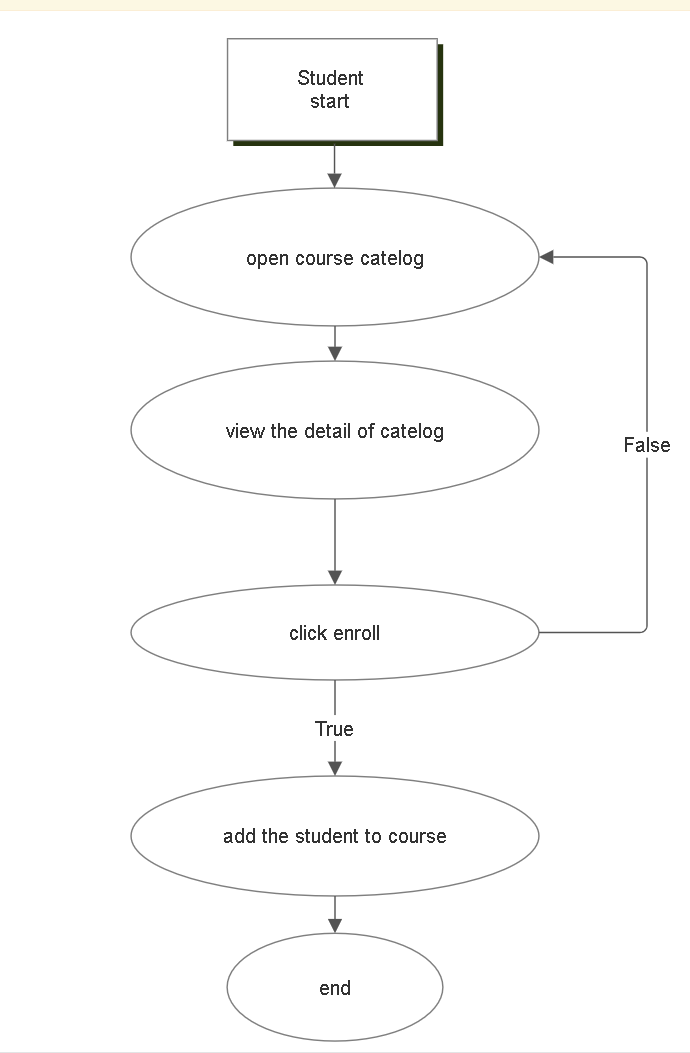 Student
start
open course catelog
view the detail of catelog
False
click enroll
True
add the student to course
end